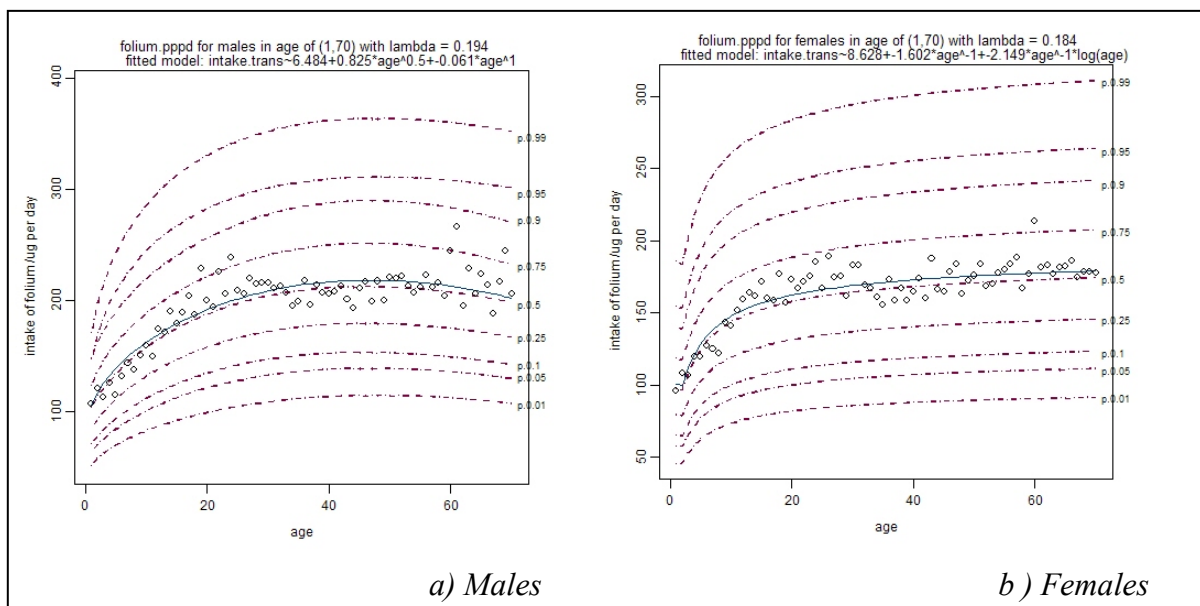 folium.pppd for males in age of (1,70) with lambda = 0.194
fitted model: intake.trans~6.484+0.825*age^0.5+-0.061*age^1
intake of folium /ug per day
400
300
200
100
p.0.99
p.0.95
p.0.9
p.0.75
p.0.5
p.0.25
p.0.1
p.0.05
p.0.01
0
20
40
60
age
a) Males
folium.pppd for females in age of (1,70) with lambda = 0.184
fitted model: intake.trans~8.628+-1.602*age^-1+-2.149*age^-1*log(age)
intake of folium /ug per day
300
250
200
150
100
50
p.0.99
p.0.95
p.0.9
p.0.75
p.0.5
p.0.25
p.0.1
p.0.05
p.0.01
0
20
40
60
age
b ) Females